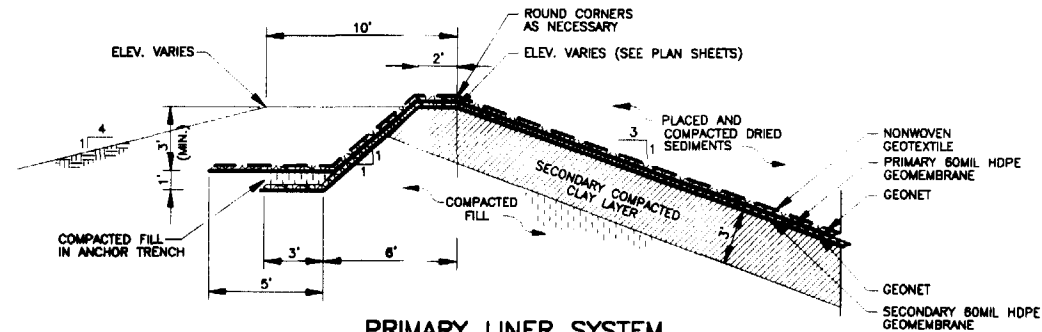 ROUND CORNERS
AS NECESSARY
10'
ELEV. VARIES
2'
ELEV. VARIES (SEE PLAN SHEETS)
4
1
3'
(MIN.)
1'
1
1
3
1
PLACED AND
COMPACTED DRIED
SEDIMENTS
NONWOVEN
GEOTEXTILE
PRIMARY 60MIL HDPE
GEOMEMBRANE
GEONET
SECONDARY COMPACTED
CLAY LAYER
COMPACTED
FILL
3'
COMPACTED FILL
IN ANCHOR TRENCH
3'
6'
5'
GEONET
SECONDARY 60MIL HDPE
GEOMEMBRANE
PRIMARY LINER SYSTEM